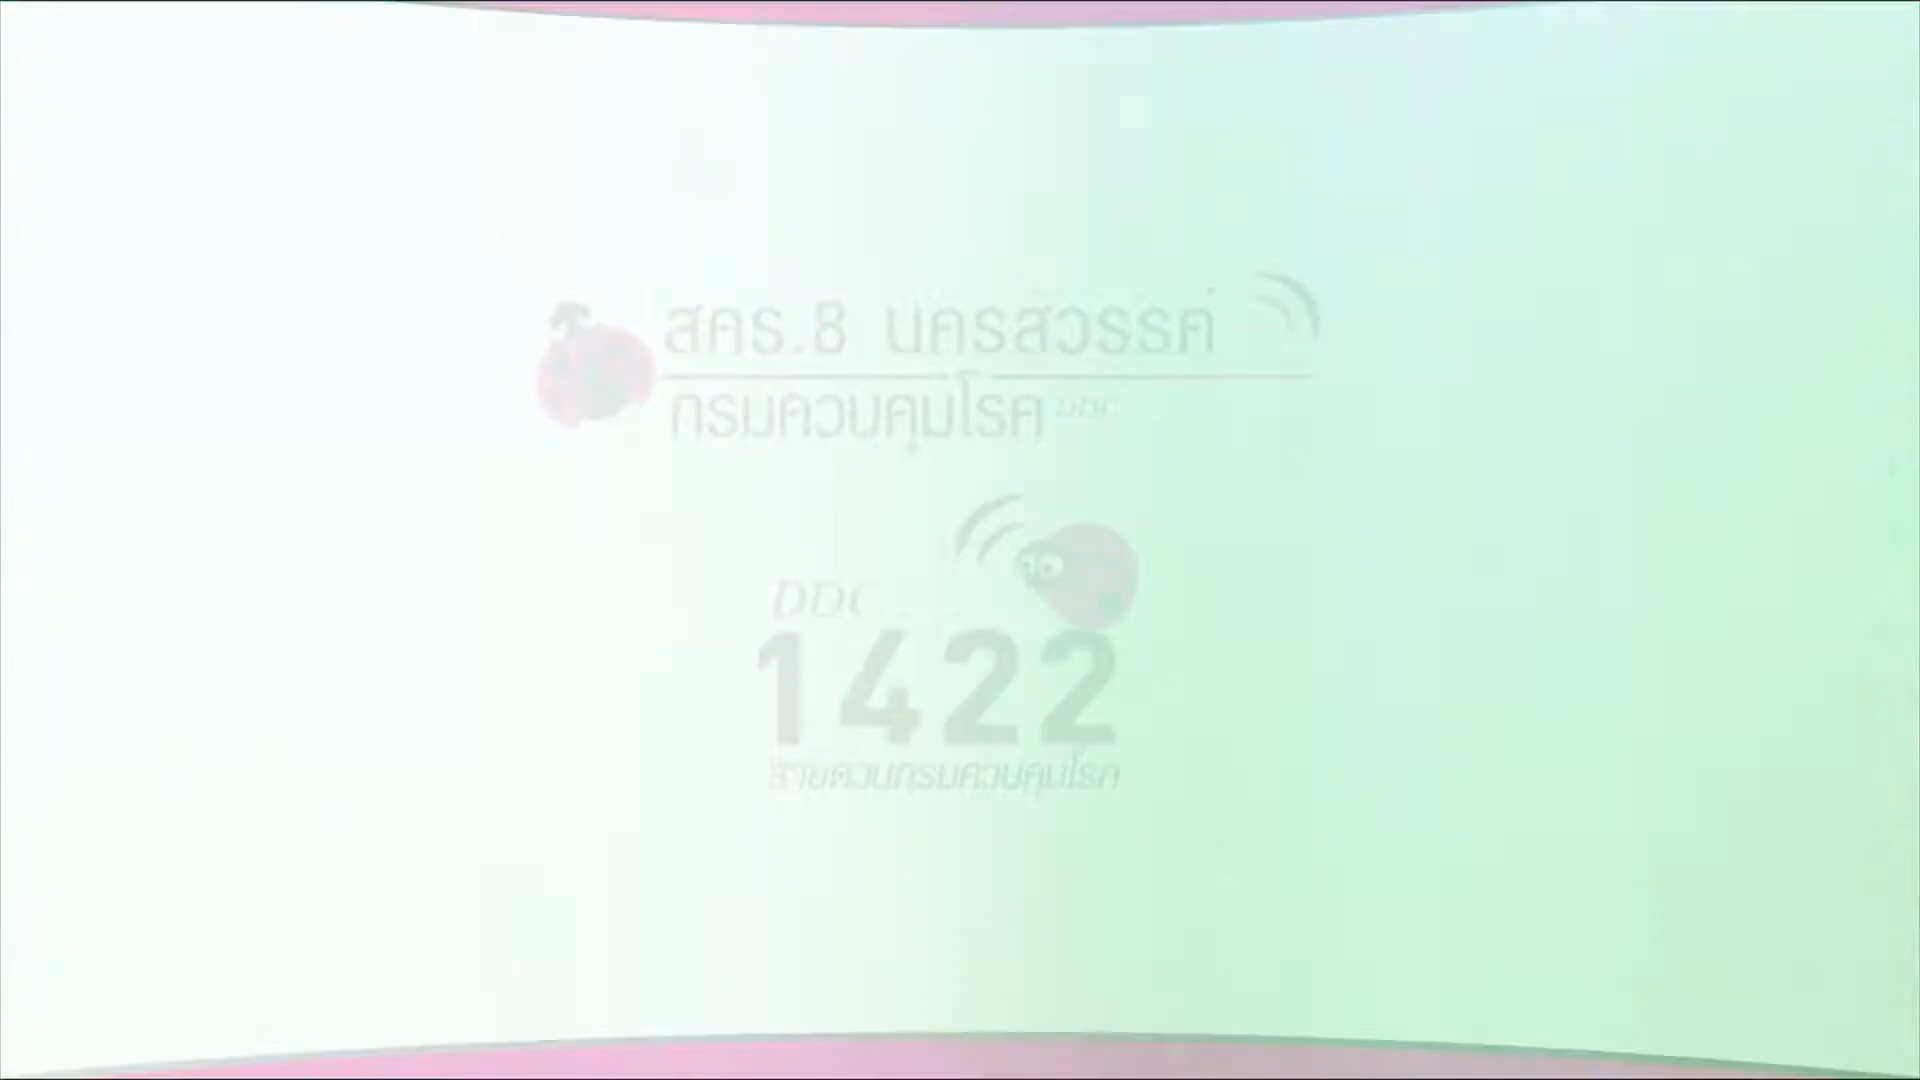 สคร.8 นครสวรรค์
กรมควบคุมโรค DDC
DDC
1422
สายด่วนกรมควบคุมโรค